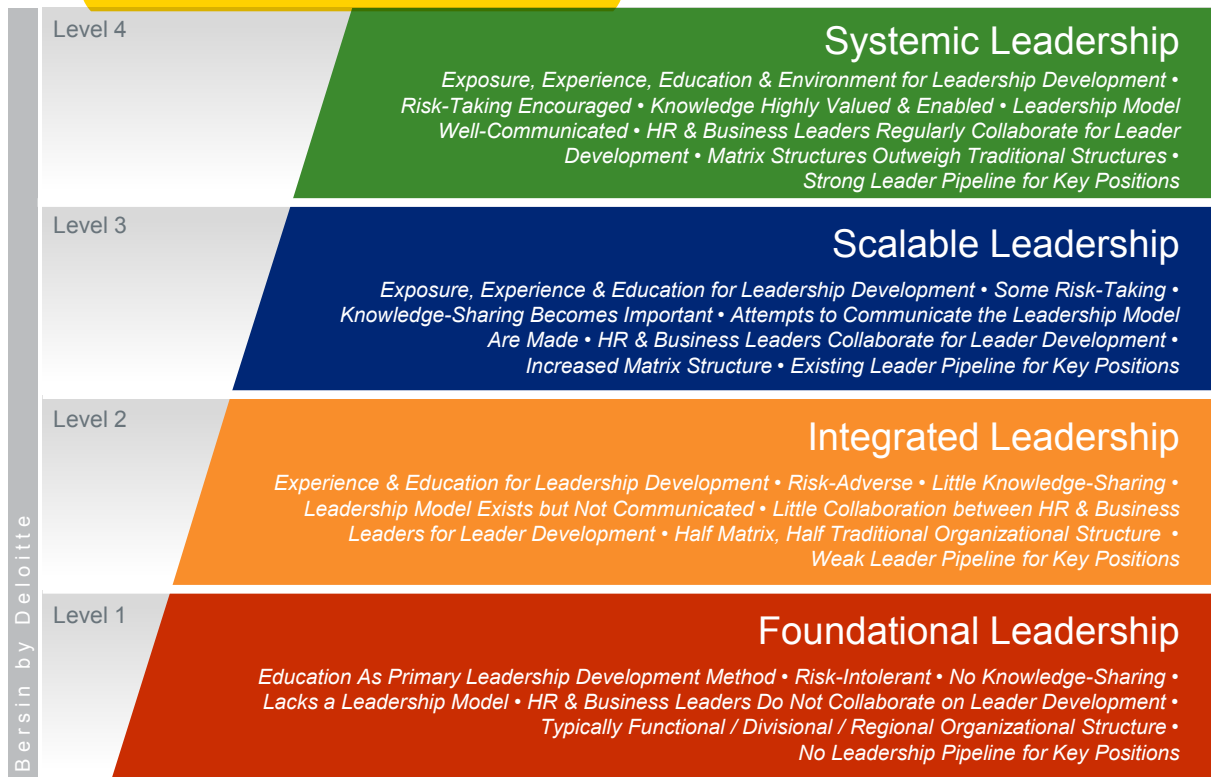 Level 4
Systemic Leadership
Exposure, Experience, Education & Environment for Leadership Development •
Risk-Taking Encouraged • Knowledge Highly Valued & Enabled • Leadership Model
Well-Communicated • HR & Business Leaders Regularly Collaborate for Leader
Development • Matrix Structures Outweigh Traditional Structures •
Strong Leader Pipeline for Key Positions
Level 3
Scalable Leadership
Exposure, Experience & Education for Leadership Development • Some Risk-Taking •
Knowledge-Sharing Becomes Important • Attempts to Communicate the Leadership Model
Are Made • HR & Business Leaders Collaborate for Leader Development •
Increased Matrix Structure • Existing Leader Pipeline for Key Positions
Level 2
Integrated Leadership
Experience & Education for Leadership Development • Risk-Adverse • Little Knowledge-Sharing •
Leadership Model Exists but Not Communicated • Little Collaboration between HR & Business
Leaders for Leader Development • Half Matrix, Half Traditional Organizational Structure •
Weak Leader Pipeline for Key Positions
Level 1
Foundational Leadership
Education As Primary Leadership Development Method • Risk-Intolerant • No Knowledge-Sharing •
Lacks a Leadership Model • HR & Business Leaders Do Not Collaborate on Leader Development •
Typically Functional / Divisional / Regional Organizational Structure •
No Leadership Pipeline for Key Positions
Bersin by Deloitte